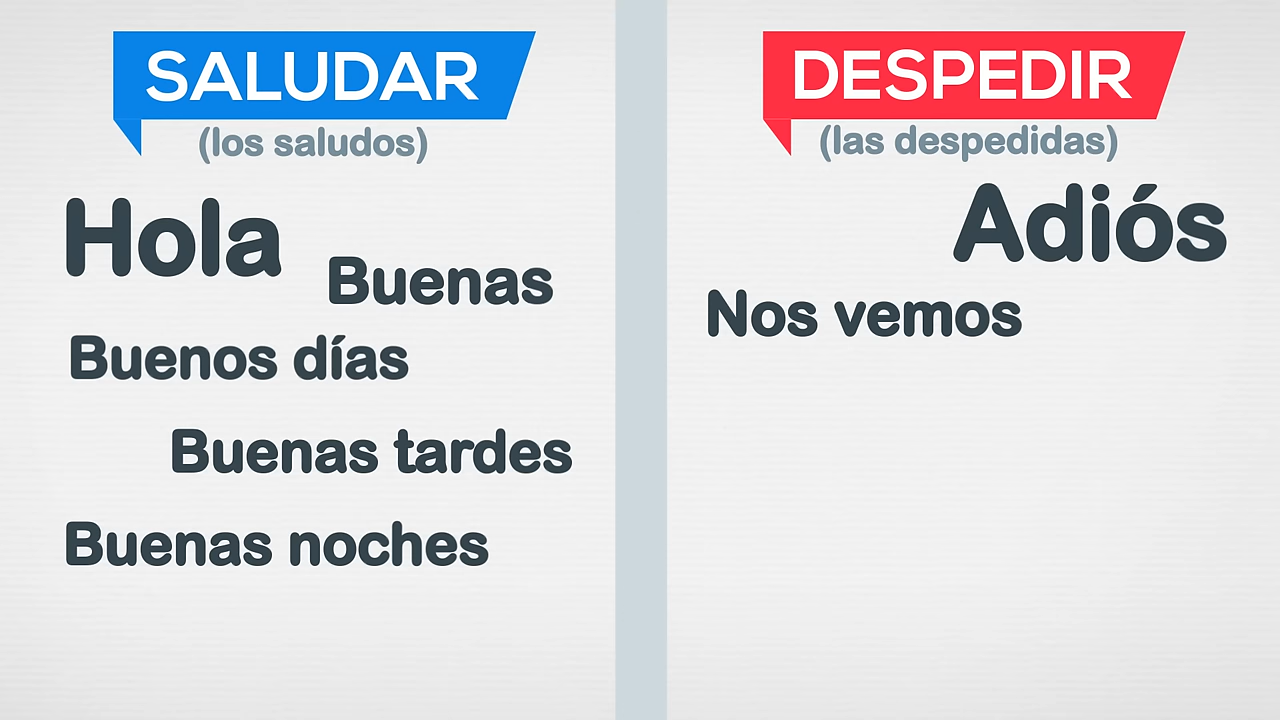 SALUDAR
(los saludos)
Hola
Buenas
Buenos días
Buenas tardes
Buenas noches
DESPEDIR
(las despedidas)
Adiós
Nos vemos